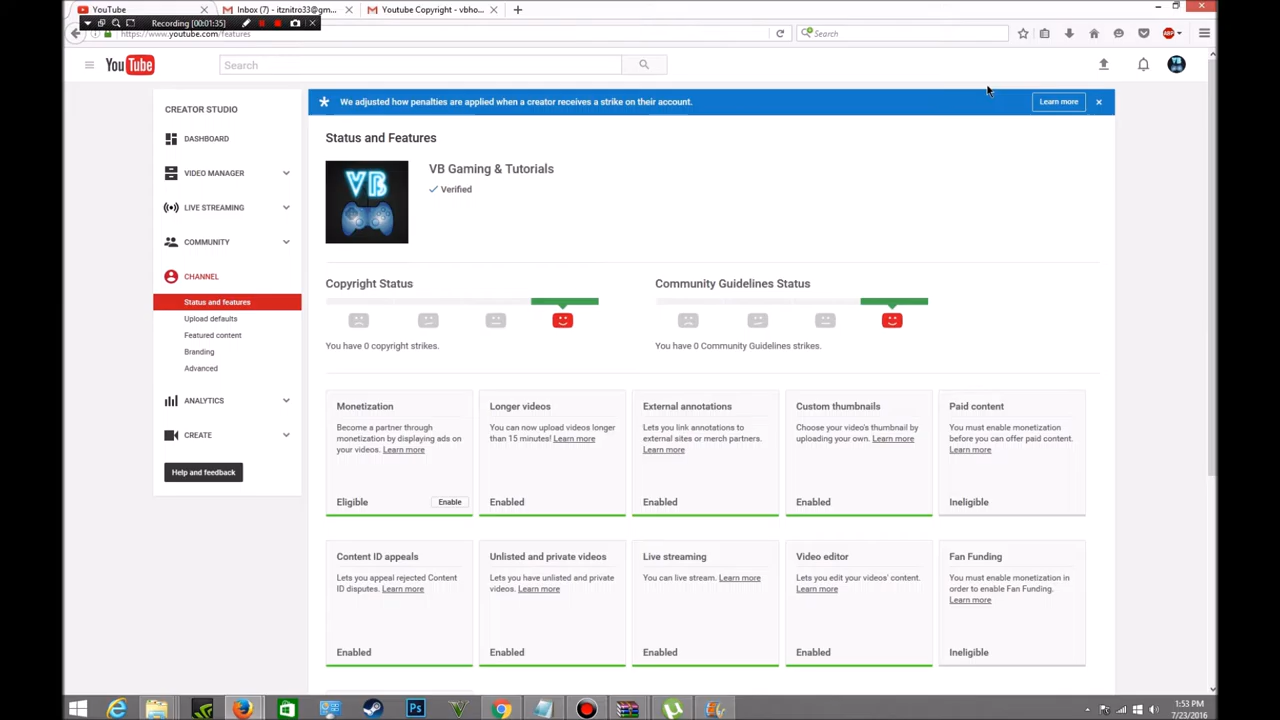 YouTube
Inbox (7) - itznitro33@gm...
Youtube Copyright - vbho...
Recording [00:01:35]
https://www.youtube.com/features
Search
ABP
YouTube
Search
CREATOR STUDIO
DASHBOARD
VIDEO MANAGER
LIVE STREAMING
COMMUNITY
CHANNEL
Status and features
Upload defaults
Featured content
Branding
Advanced
ANALYTICS
CREATE
Help and feedback
We adjusted how penalties are applied when a creator receives a strike on their account.
Learn more
Status and Features
VB
VB Gaming & Tutorials
Verified
Copyright Status
You have 0 copyright strikes.
Community Guidelines Status
You have 0 Community Guidelines strikes.
Monetization
Become a partner through
monetization by displaying ads on
your videos. Learn more
Eligible
Enable
Longer videos
You can now upload videos longer
than 15 minutes! Learn more
Enabled
External annotations
Lets you link annotations to
external sites or merch partners.
Learn more
Enabled
Custom thumbnails
Choose your video's thumbnail by
uploading your own. Learn more
Enabled
Paid content
You must enable monetization
before you can offer paid content.
Learn more
Ineligible
Content ID appeals
Lets you appeal rejected Content
ID disputes. Learn more
Enabled
Unlisted and private videos
Lets you have unlisted and private
videos. Learn more
Enabled
Live streaming
You can live stream. Learn more
Enabled
Video editor
Lets you edit your videos' content.
Learn more
Enabled
Fan Funding
You must enable monetization in
order to enable Fan Funding.
Learn more
Ineligible
Ps
1:53 PM
7/23/2016